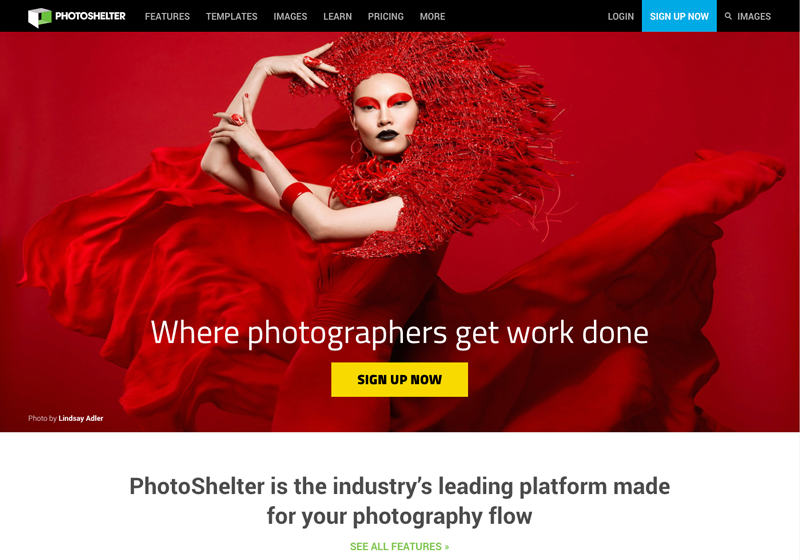 PHOTOSHELTER
FEATURES TEMPLATES IMAGES LEARN PRICING MORE LOGIN SIGN UP NOW IMAGES
Where photographers get work done
SIGN UP NOW
Photo by Lindsay Adler
PhotoShelter is the industry’s leading platform made
for your photography flow
SEE ALL FEATURES »